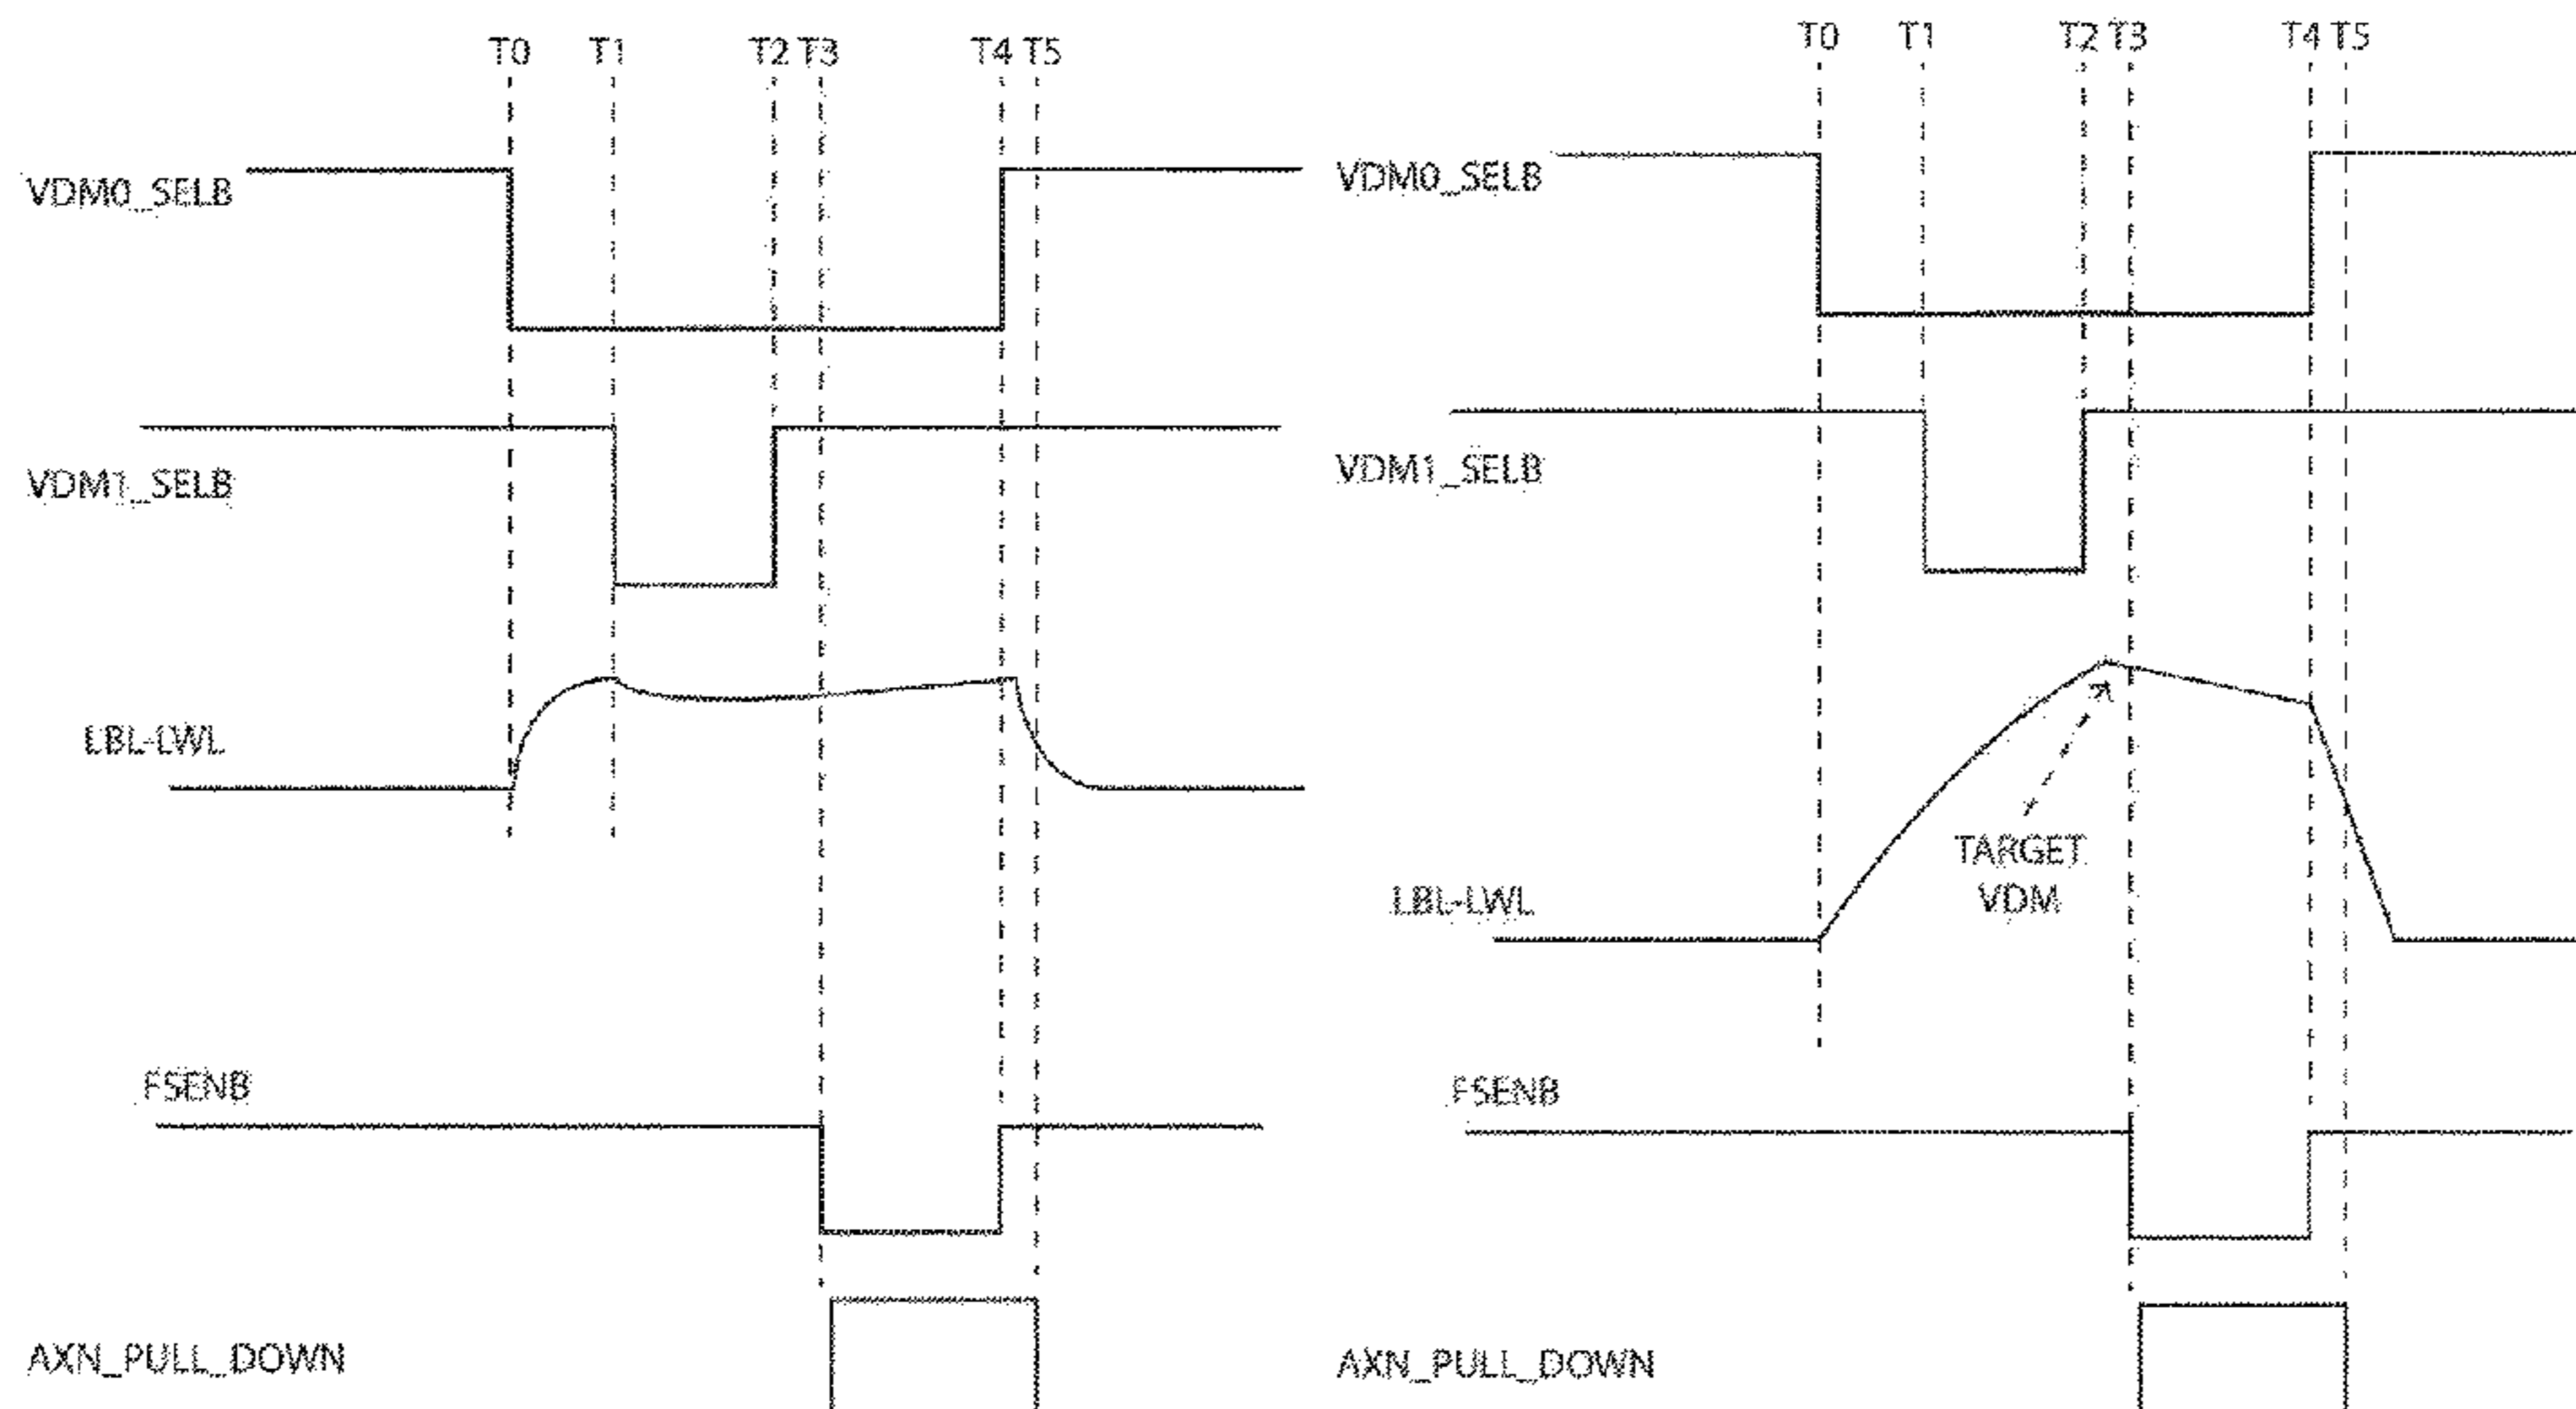 T0 T1 T2 T3 T4 T5
VDM0_SELB
VDM1_SELB
LBL-LWL
FSENB
AXN_PULL_DOWN
T0 T1 T2 T3 T4 T5
VDM0_SELB
VDM1_SELB
TARGET
VDM
LBL-LWL
FSENB
AXN_PULL_DOWN